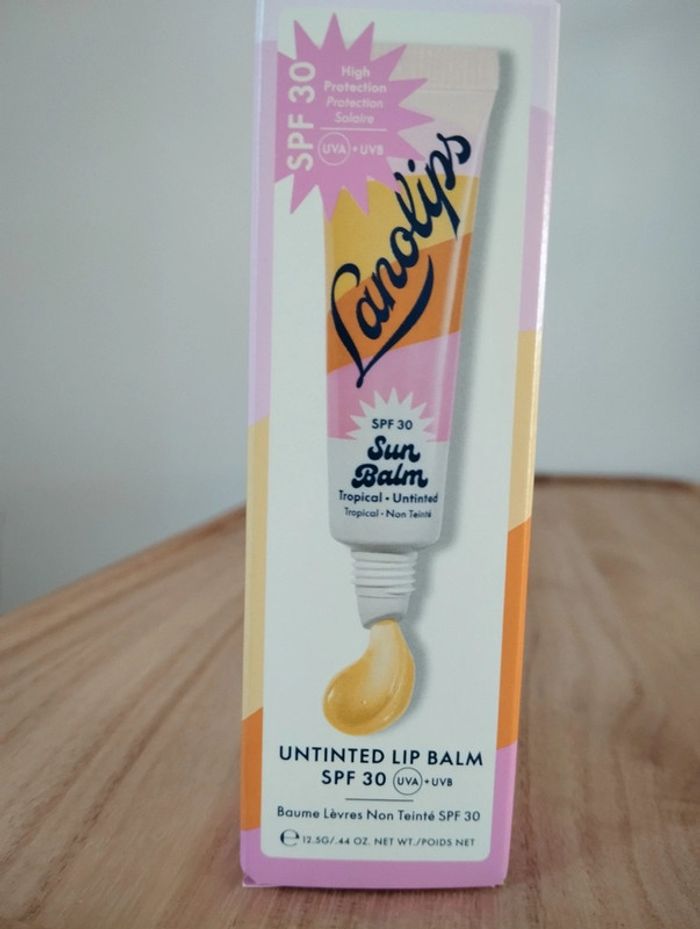 SPF 30
High
Protection
Protection
Solaire
UVA + UVB
Lanolips
SPF 30
Sun
Balm
Tropical • Untinted
Tropical • Non Teinté
UNTINTED LIP BALM
SPF 30 UVA + UVB
Baume Lèvres Non Teinté SPF 30
℮ 12.5G/.44 OZ. NET WT./POIDS NET